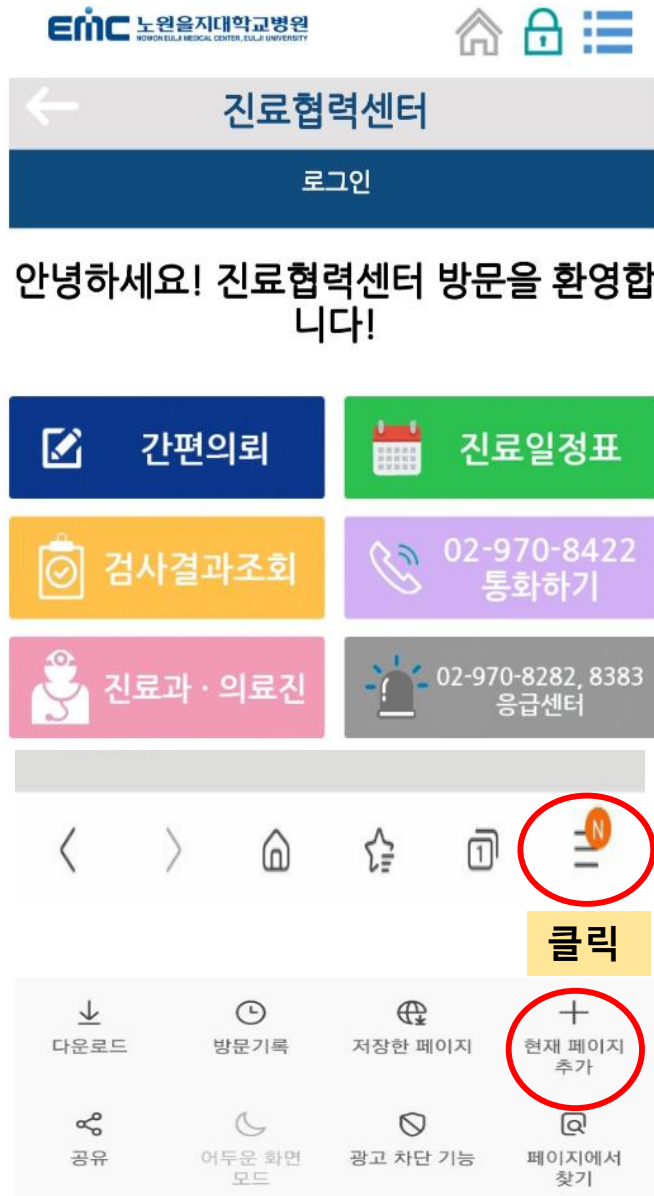 EMC 노원을지대학교병원
NOWON EULJI MEDICAL CENTER, EULJI UNIVERSITY
진료협력센터
로그인
안녕하세요! 진료협력센터 방문을 환영합
니다!
간편의뢰
진료일정표
검사결과조회
02-970-8422
통화하기
진료과 · 의료진
02-970-8282, 8383
응급센터
1
N
클릭
다운로드
방문기록
저장한 페이지
현재 페이지
추가
공유
어두운 화면
모드
광고 차단 기능
페이지에서
찾기